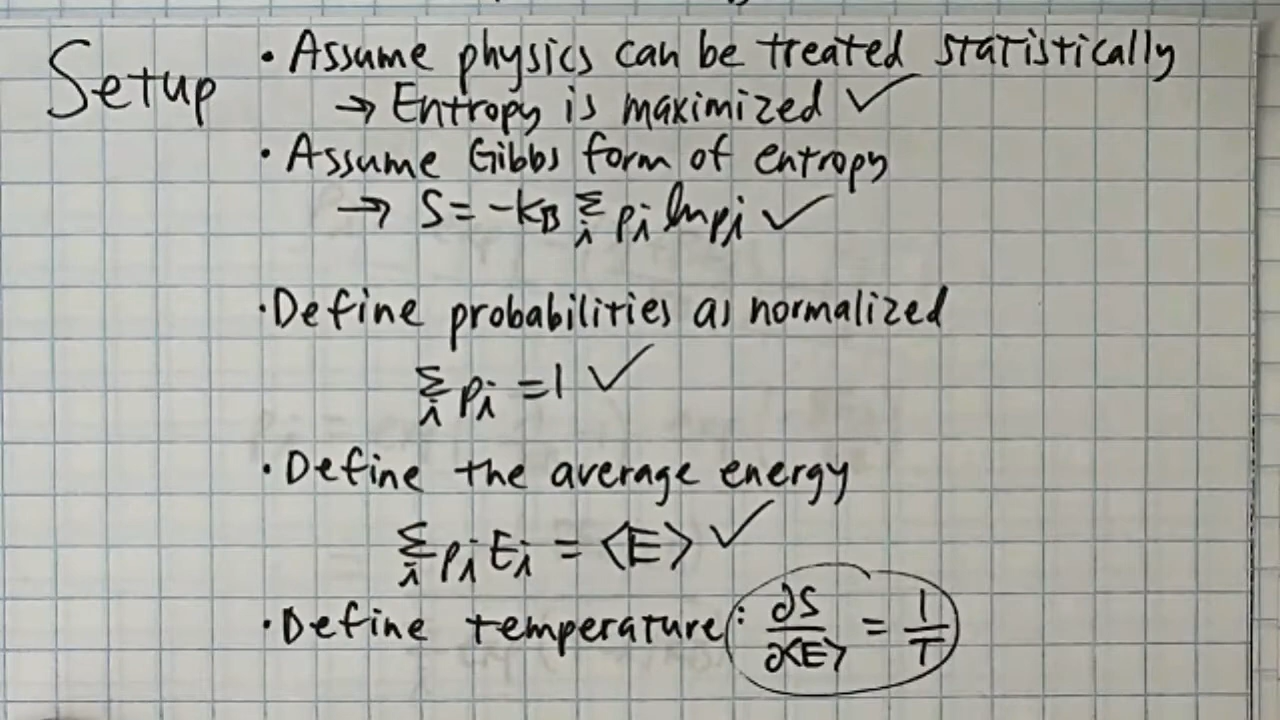 Setup
• Assume physics can be treated statistically
→ Entropy is maximized ✓
• Assume Gibbs form of entropy
→ S = -k_B Σ_i p_i ln p_i ✓
• Define probabilities as normalized
Σ_i p_i = 1 ✓
• Define the average energy
Σ_i p_i E_i = ⟨E⟩ ✓
• Define temperature: ∂S/∂⟨E⟩ = 1/T